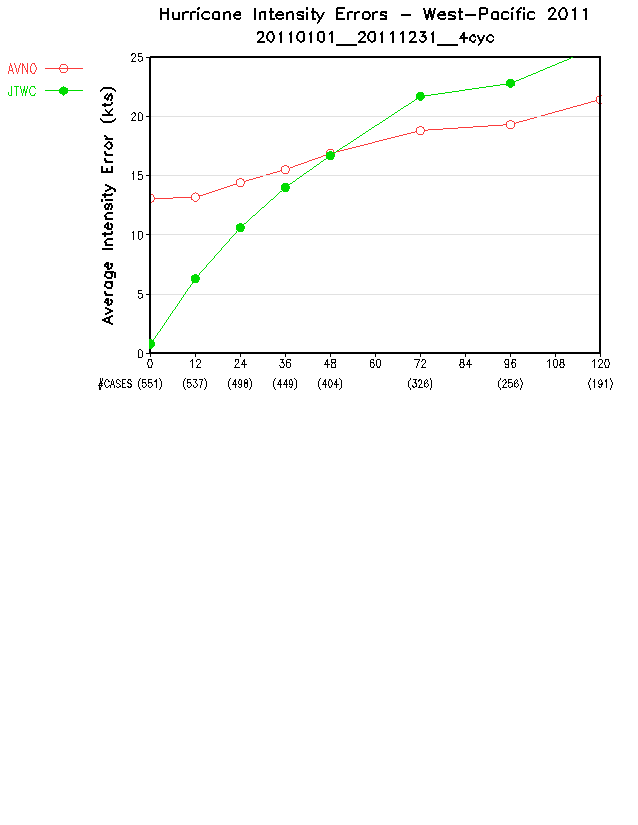 Hurricane Intensity Errors - West-Pacific 2011
20110101__20111231__4cyc
AVNO
JTWC
Average Intensity Error (kts)
25
20
15
10
5
0
0 12 24 36 48 60 72 84 96 108 120
#CASES (551) (537) (498) (449) (404) (326) (256) (191)